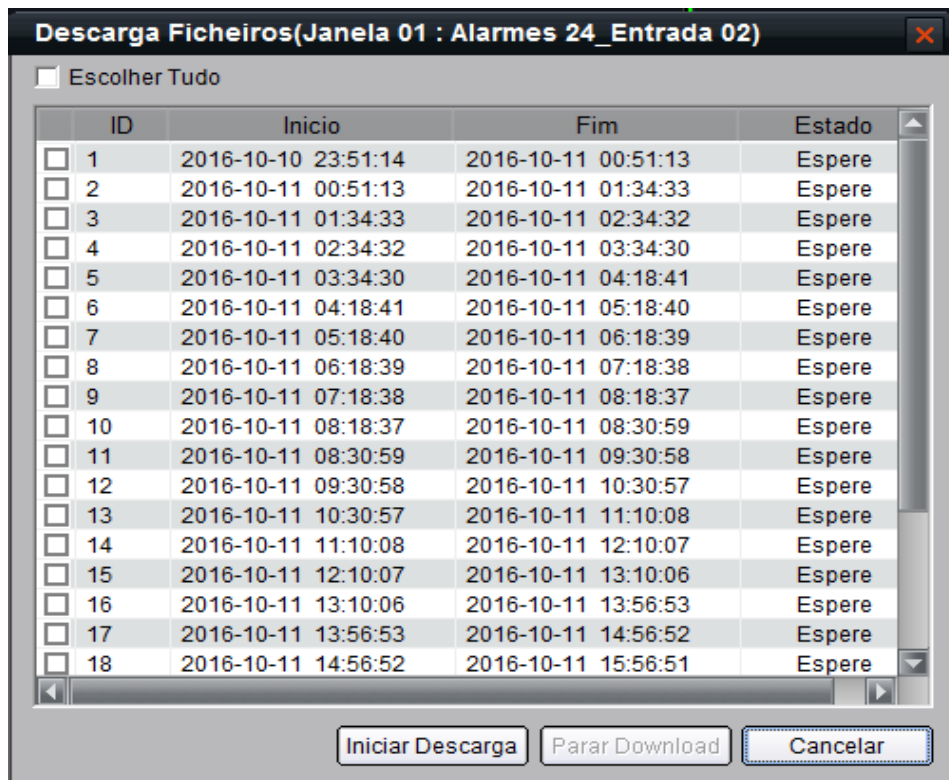 Descarga Ficheiros(Janela 01 : Alarmes 24_Entrada 02)
Escolher Tudo
ID Inicio Fim Estado
1 2016-10-10 23:51:14 2016-10-11 00:51:13 Espere
2 2016-10-11 00:51:13 2016-10-11 01:34:33 Espere
3 2016-10-11 01:34:33 2016-10-11 02:34:32 Espere
4 2016-10-11 02:34:32 2016-10-11 03:34:30 Espere
5 2016-10-11 03:34:30 2016-10-11 04:18:41 Espere
6 2016-10-11 04:18:41 2016-10-11 05:18:40 Espere
7 2016-10-11 05:18:40 2016-10-11 06:18:39 Espere
8 2016-10-11 06:18:39 2016-10-11 07:18:38 Espere
9 2016-10-11 07:18:38 2016-10-11 08:18:37 Espere
10 2016-10-11 08:18:37 2016-10-11 08:30:59 Espere
11 2016-10-11 08:30:59 2016-10-11 09:30:58 Espere
12 2016-10-11 09:30:58 2016-10-11 10:30:57 Espere
13 2016-10-11 10:30:57 2016-10-11 11:10:08 Espere
14 2016-10-11 11:10:08 2016-10-11 12:10:07 Espere
15 2016-10-11 12:10:07 2016-10-11 13:10:06 Espere
16 2016-10-11 13:10:06 2016-10-11 13:56:53 Espere
17 2016-10-11 13:56:53 2016-10-11 14:56:52 Espere
18 2016-10-11 14:56:52 2016-10-11 15:56:51 Espere
Iniciar Descarga Parar Download Cancelar